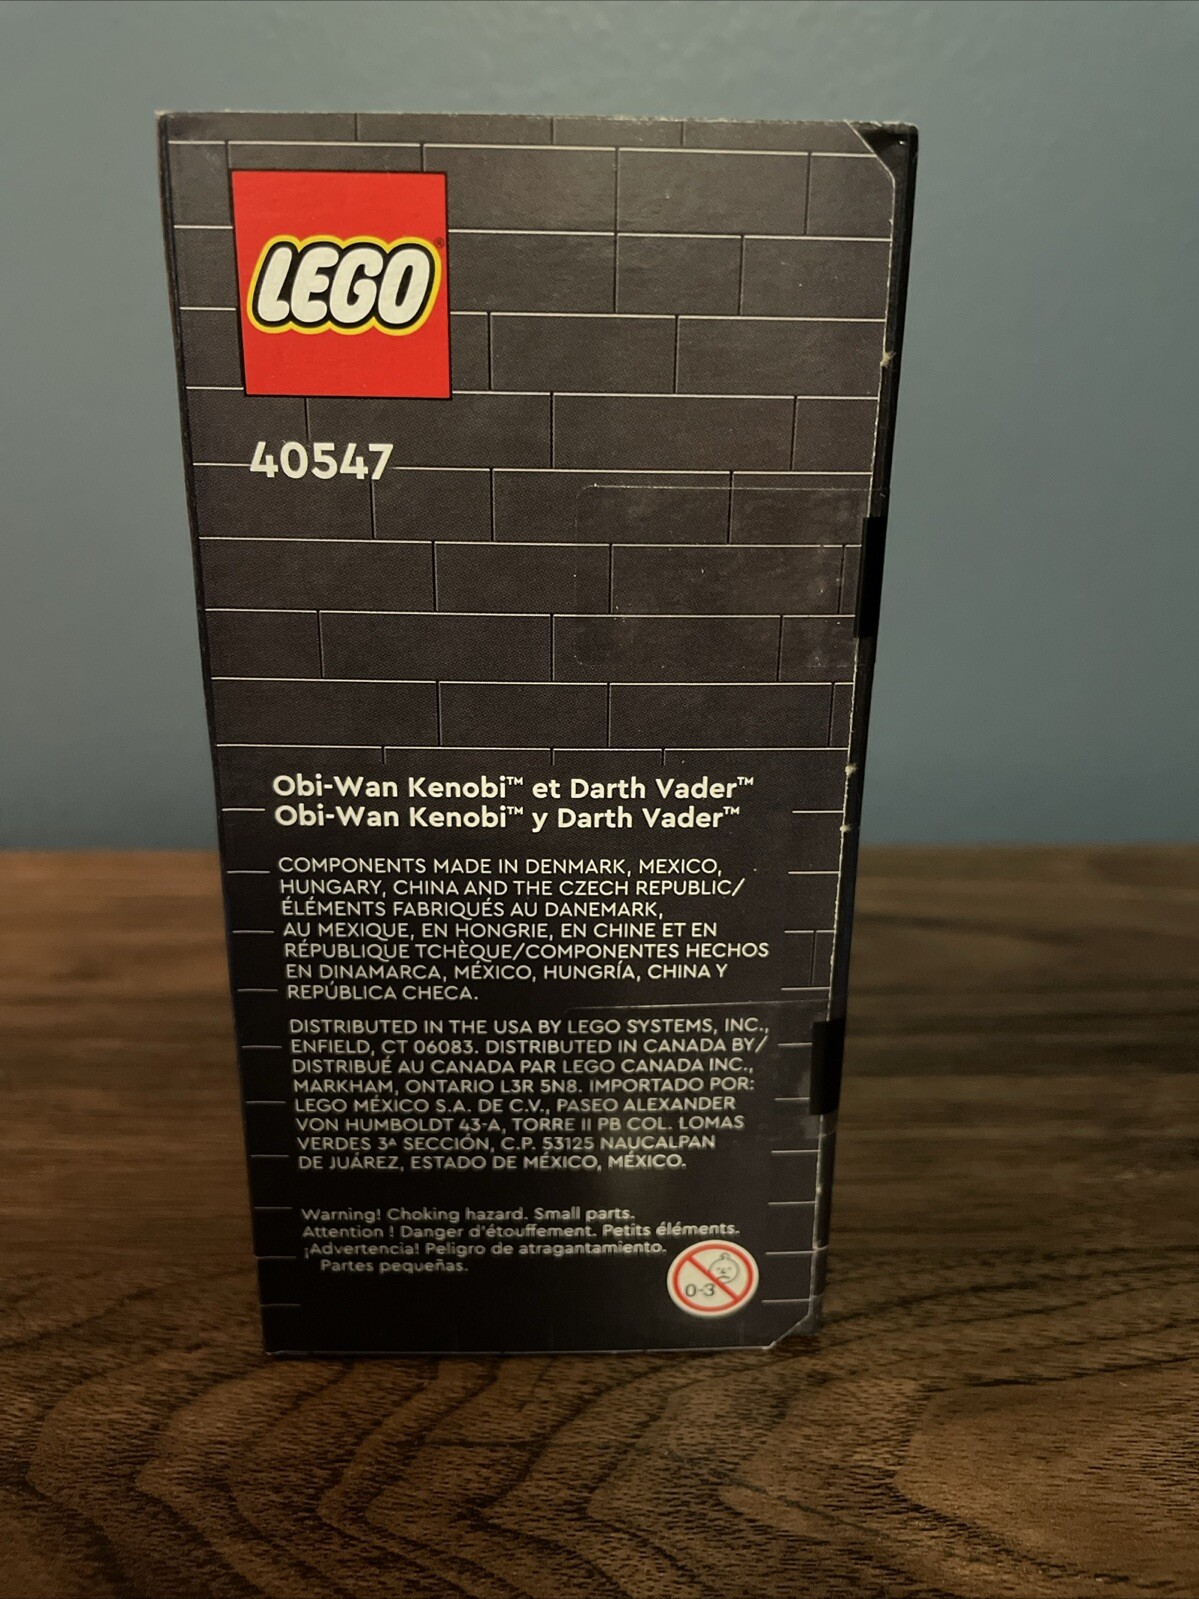 LEGO®
40547
Obi-Wan Kenobi™ et Darth Vader™
Obi-Wan Kenobi™ y Darth Vader™
COMPONENTS MADE IN DENMARK, MEXICO,
HUNGARY, CHINA AND THE CZECH REPUBLIC/
ÉLÉMENTS FABRIQUÉS AU DANEMARK,
AU MEXIQUE, EN HONGRIE, EN CHINE ET EN
RÉPUBLIQUE TCHÈQUE/COMPONENTES HECHOS
EN DINAMARCA, MÉXICO, HUNGRÍA, CHINA Y
REPÚBLICA CHECA.
DISTRIBUTED IN THE USA BY LEGO SYSTEMS, INC.,
ENFIELD, CT 06083. DISTRIBUTED IN CANADA BY/
DISTRIBUÉ AU CANADA PAR LEGO CANADA INC.,
MARKHAM, ONTARIO L3R 5N8. IMPORTADO POR:
LEGO MÉXICO S.A. DE C.V., PASEO ALEXANDER
VON HUMBOLDT 43-A, TORRE II PB COL. LOMAS
VERDES 3ᴬ SECCIÓN, C.P. 53125 NAUCALPAN
DE JUÁREZ, ESTADO DE MÉXICO, MÉXICO.
Warning! Choking hazard. Small parts.
Attention ! Danger d'étouffement. Petits éléments.
¡Advertencia! Peligro de atragantamiento.
Partes pequeñas.
0-3